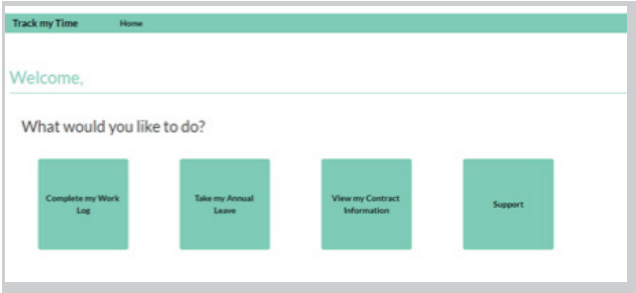 Track my Time Home
Welcome,
What would you like to do?
Complete my Work
Log
Take my Annual
Leave
View my Contract
Information
Support